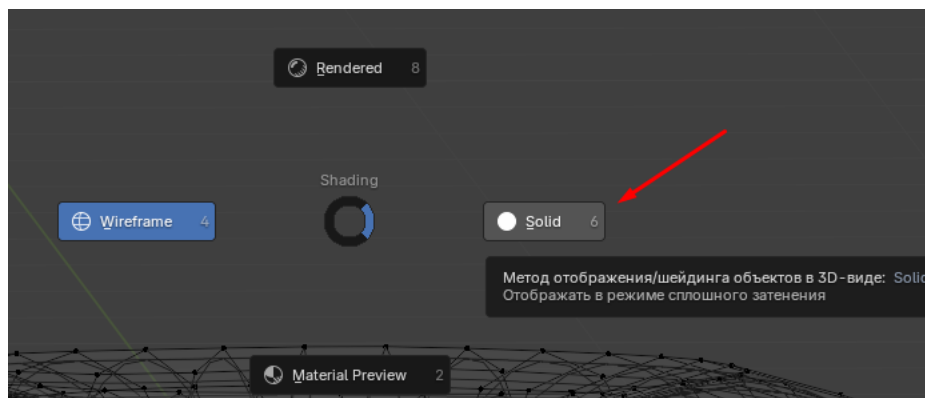 Rendered 8
Shading
Wireframe 4
Solid 6
Метод отображения/шейдинга объектов в 3D-виде: Solid
Отображать в режиме сплошного затенения
Material Preview 2